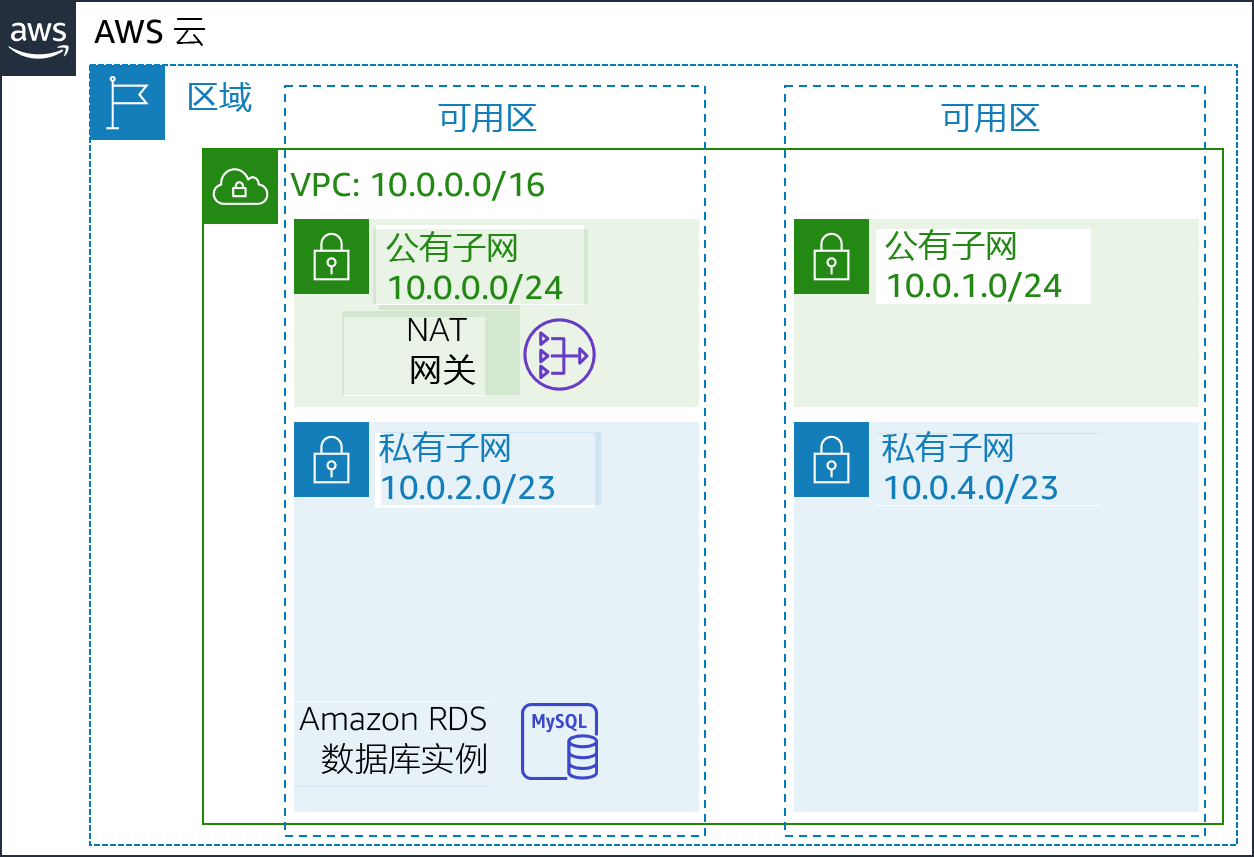 aws
AWS 云
区域
可用区
可用区
VPC: 10.0.0.0/16
公有子网
10.0.0.0/24
NAT
网关
公有子网
10.0.1.0/24
私有子网
10.0.2.0/23
私有子网
10.0.4.0/23
Amazon RDS
数据库实例
MySQL